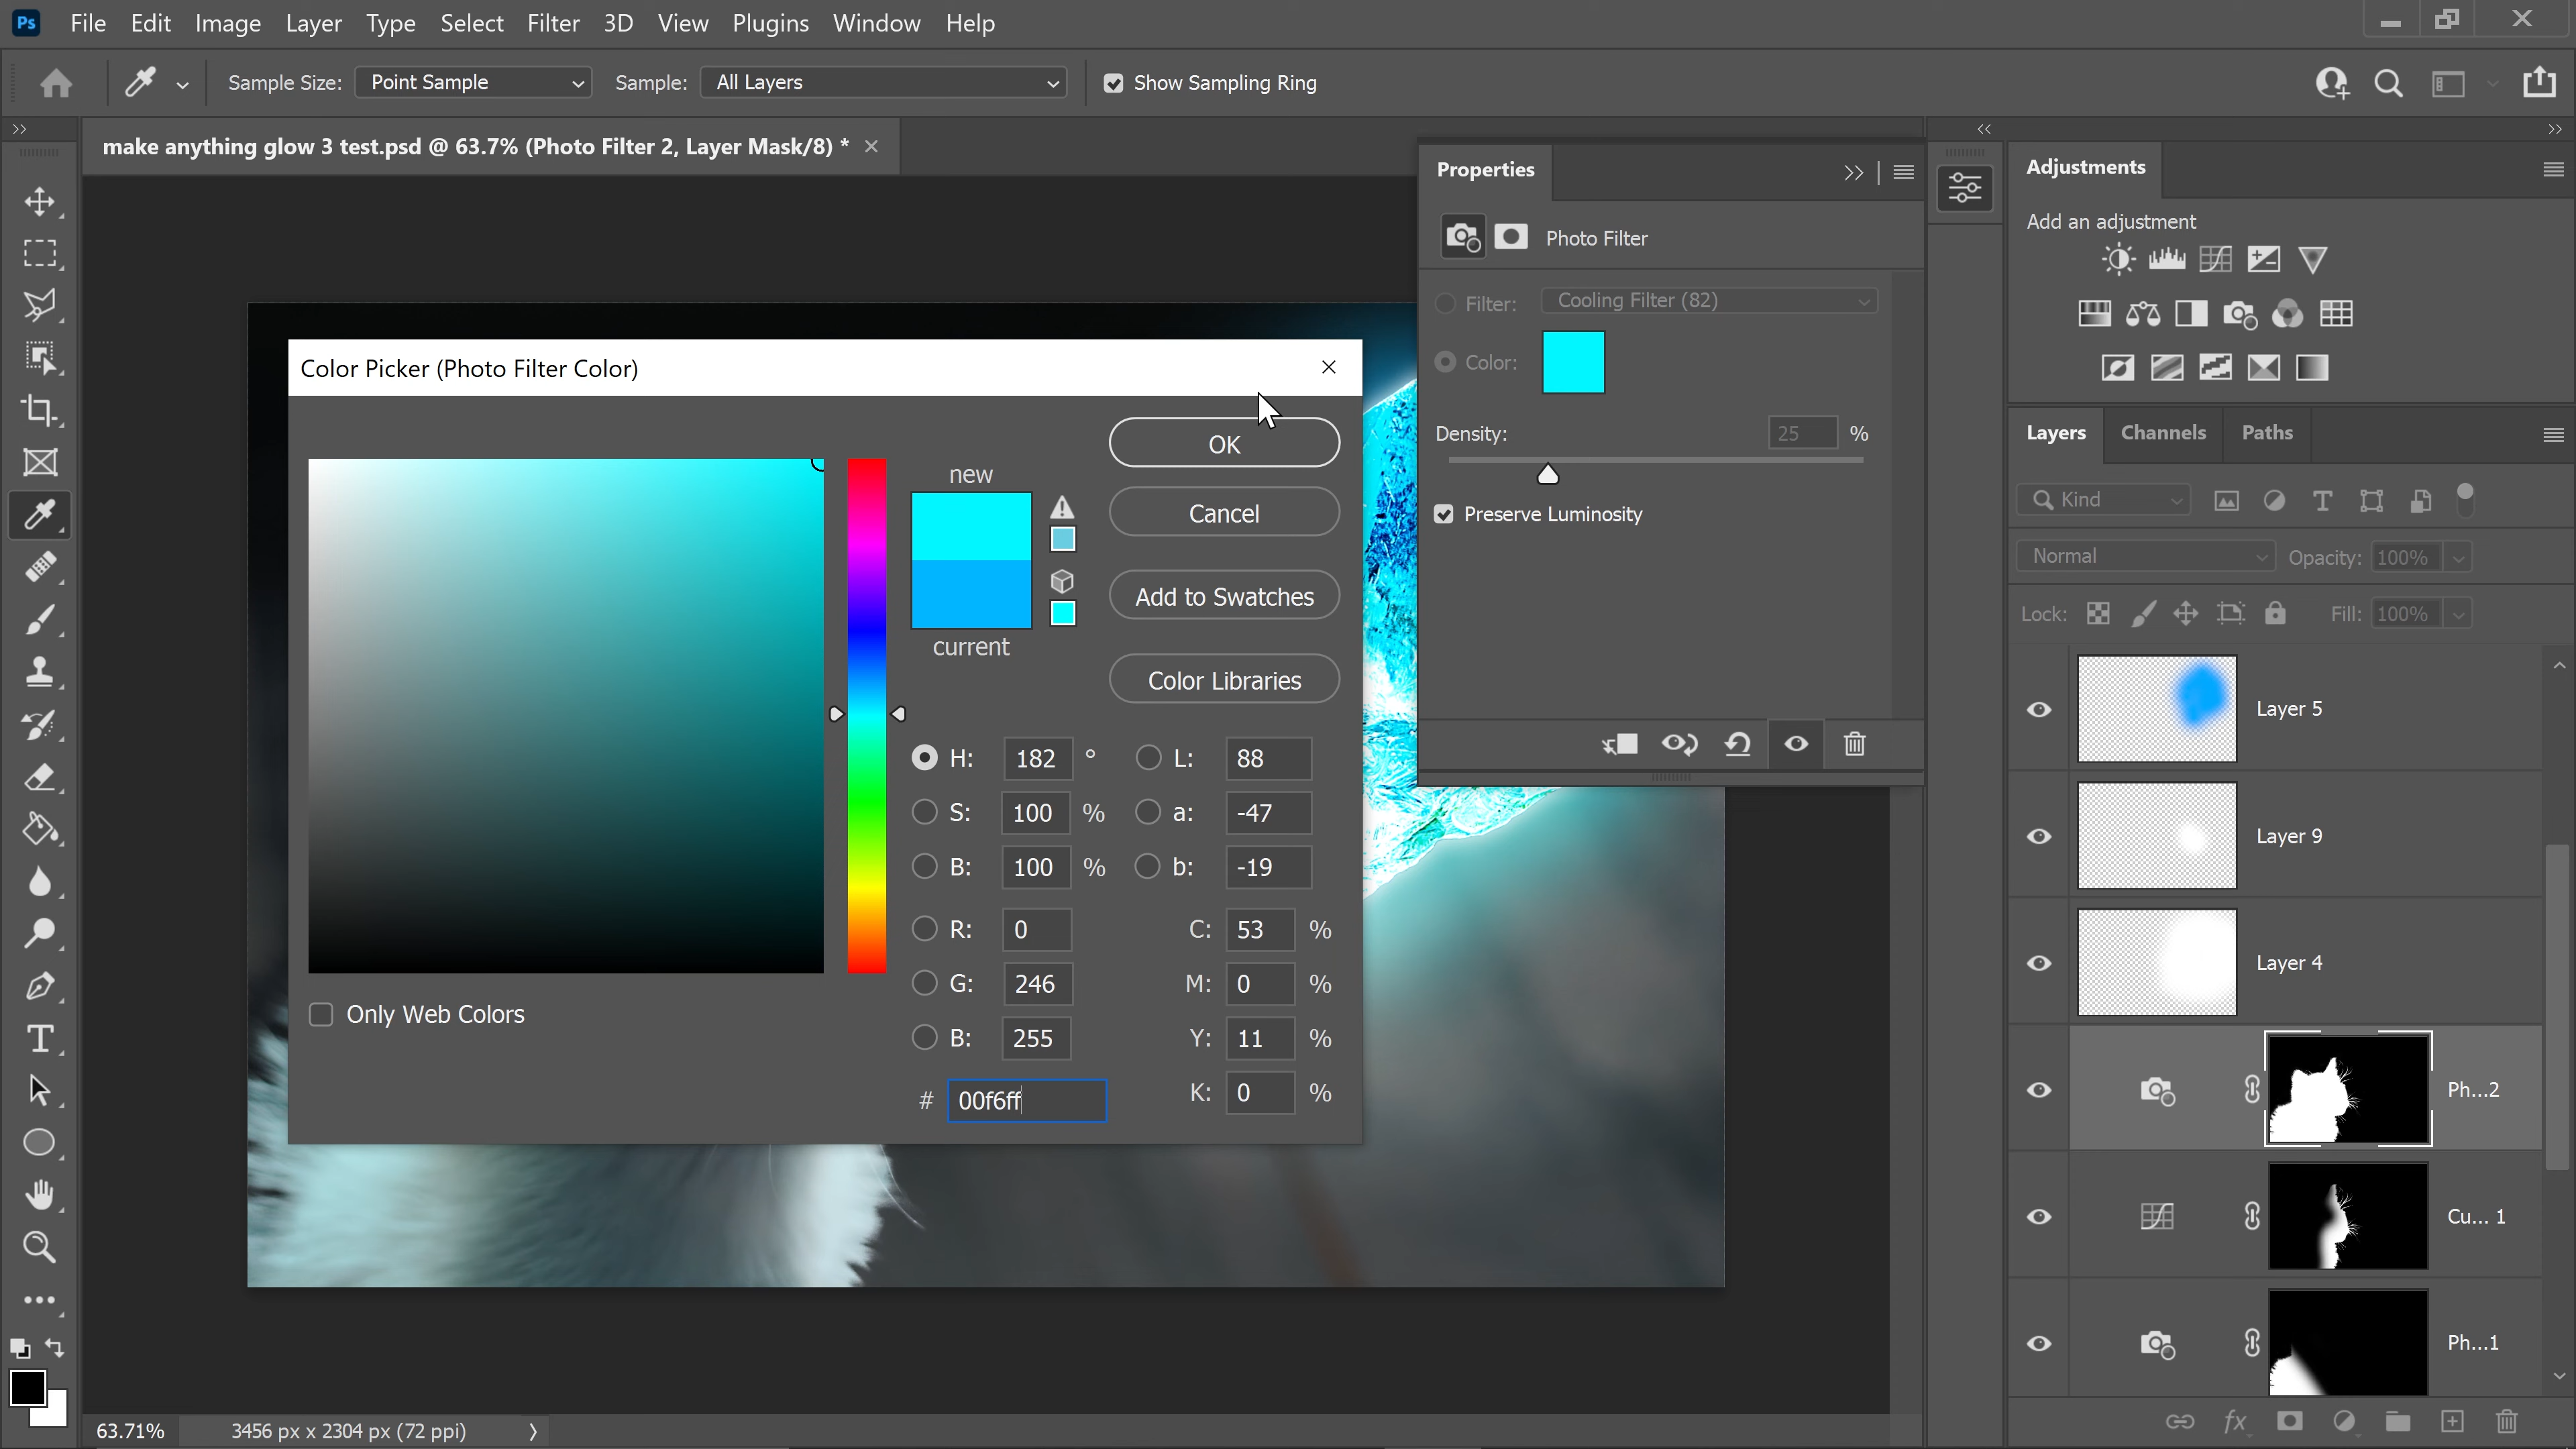 Ps File Edit Image Layer Type Select Filter 3D View Plugins Window Help
Sample Size: Point Sample Sample: All Layers Show Sampling Ring
make anything glow 3 test.psd @ 63.7% (Photo Filter 2, Layer Mask/8) *
Color Picker (Photo Filter Color)
new
current
OK
Cancel
Add to Swatches
Color Libraries
H: 182 ° L: 88
S: 100 % a: -47
B: 100 % b: -19
R: 0 C: 53 %
G: 246 M: 0 %
B: 255 Y: 11 %
# 00f6ff K: 0 %
Only Web Colors
Properties
Photo Filter
Filter: Cooling Filter (82)
Color:
Density: 25 %
Preserve Luminosity
Adjustments
Add an adjustment
Layers Channels Paths
Kind
Normal Opacity: 100%
Lock: Fill: 100%
Layer 5
Layer 9
Layer 4
Ph...2
Cu... 1
Ph...1
fx
63.71% 3456 px x 2304 px (72 ppi)